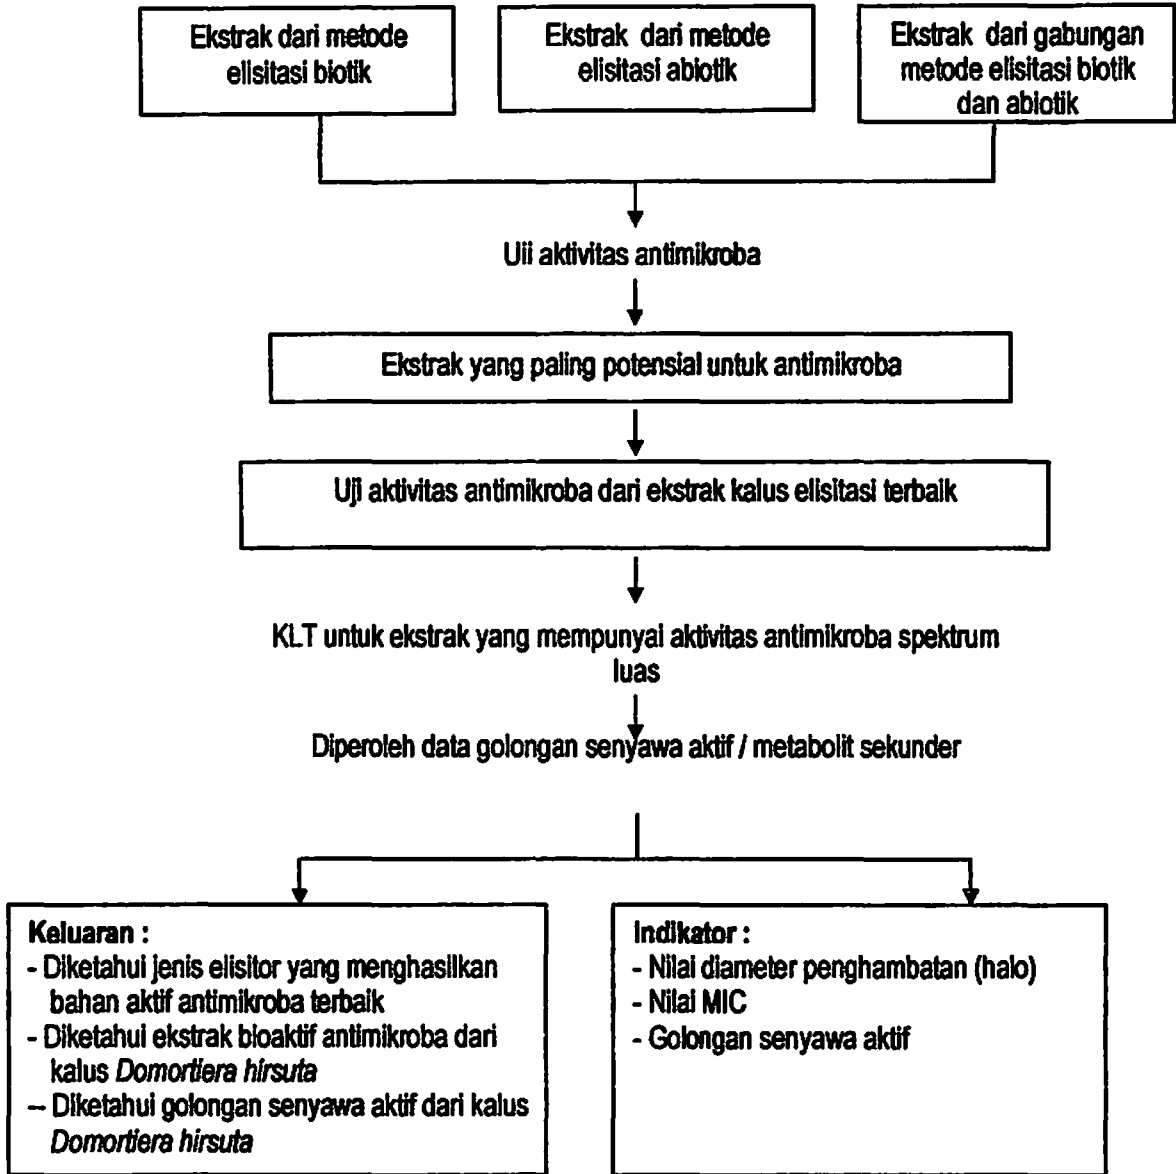 Ekstrak dari metode
elisitasi biotik
Ekstrak dari metode
elisitasi abiotik
Ekstrak dari gabungan
metode elisitasi biotik
dan abiotik
Uii aktivitas antimikroba
Ekstrak yang paling potensial untuk antimikroba
Uji aktivitas antimikroba dari ekstrak kalus elisitasi terbaik
KLT untuk ekstrak yang mempunyai aktivitas antimikroba spektrum
luas
Diperoleh data golongan senyawa aktif / metabolit sekunder
Keluaran :
- Diketahui jenis elisitor yang menghasilkan
bahan aktif antimikroba terbaik
- Diketahui ekstrak bioaktif antimikroba dari
kalus Domortiera hirsuta
– Diketahui golongan senyawa aktif dari kalus
Domortiera hirsuta
Indikator :
- Nilai diameter penghambatan (halo)
- Nilai MIC
- Golongan senyawa aktif